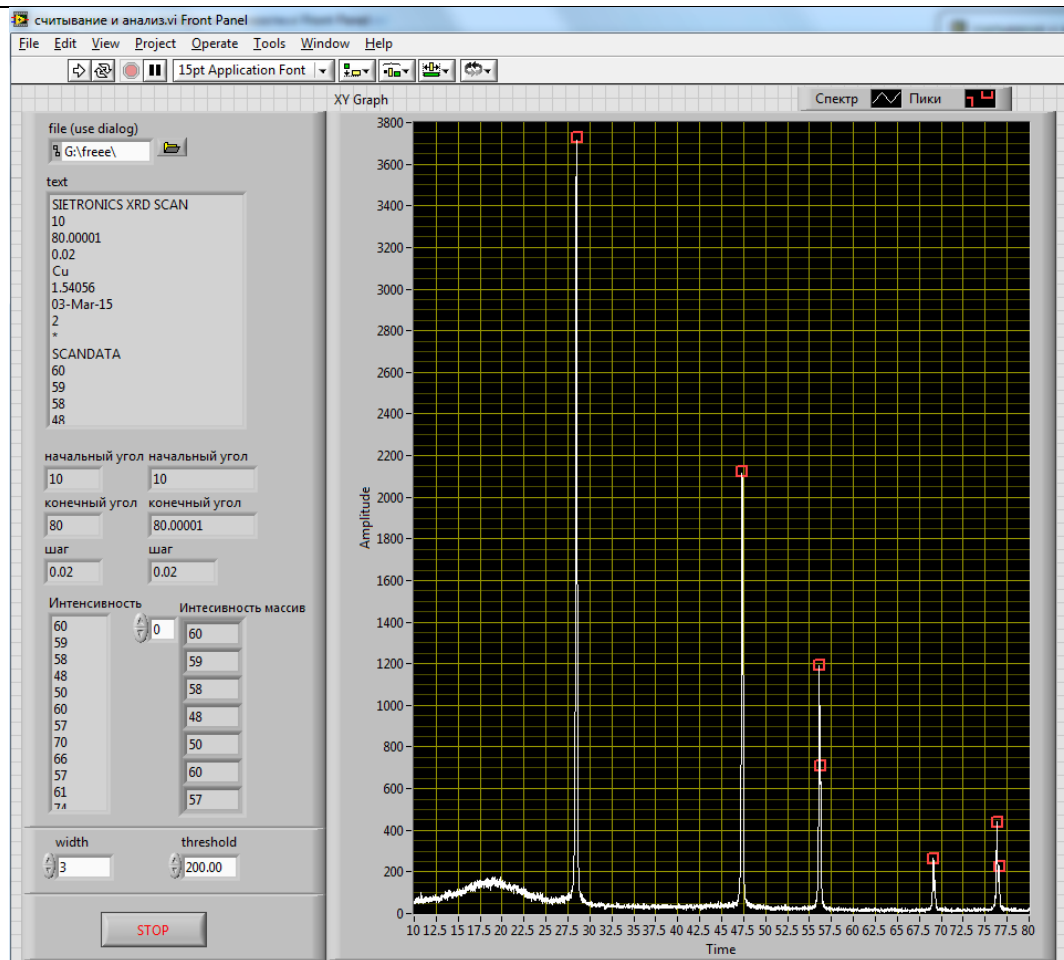 считывание и анализ.vi Front Panel
File Edit View Project Operate Tools Window Help
15pt Application Font
file (use dialog)
G:\freee\
text
SIETRONICS XRD SCAN
10
80.00001
0.02
Cu
1.54056
03-Mar-15
2
*
SCANDATA
60
59
58
48
начальный угол начальный угол
10 10
конечный угол конечный угол
80 80.00001
шаг шаг
0.02 0.02
Интенсивность
60
59
58
48
50
60
57
70
66
57
61
74
0
Интесивность массив
60
59
58
48
50
60
57
width threshold
3 200.00
STOP
XY Graph
Спектр Пики
3800
3600
3400
3200
3000
2800
2600
2400
2200
2000
1800
1600
1400
1200
1000
800
600
400
200
0
Amplitude
10 12.5 15 17.5 20 22.5 25 27.5 30 32.5 35 37.5 40 42.5 45 47.5 50 52.5 55 57.5 60 62.5 65 67.5 70 72.5 75 77.5 80
Time